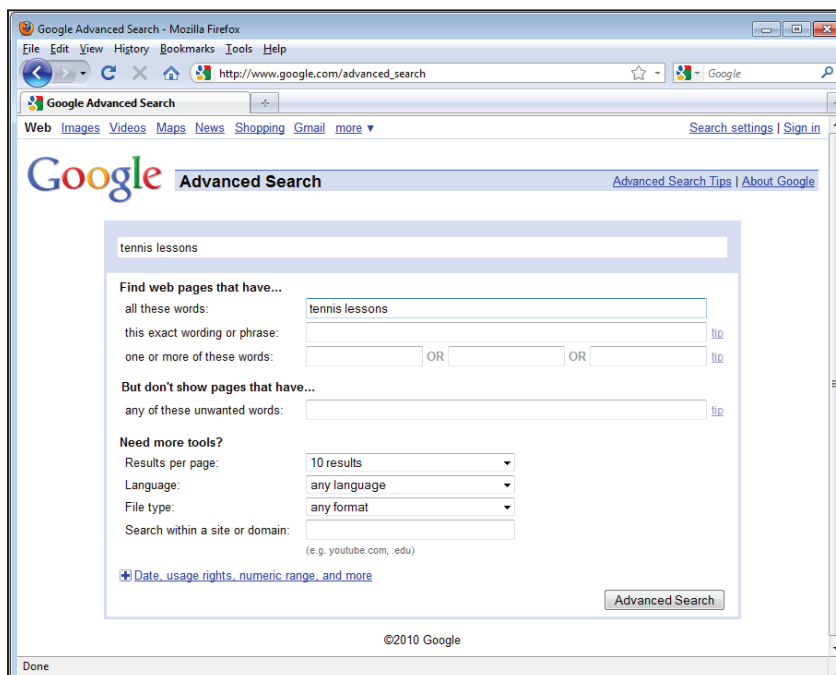 Google Advanced Search - Mozilla Firefox
File Edit View History Bookmarks Tools Help
http://www.google.com/advanced_search Google
Google Advanced Search
Web Images Videos Maps News Shopping Gmail more ▼ Search settings | Sign in
Google Advanced Search Advanced Search Tips | About Google
tennis lessons
Find web pages that have...
all these words: tennis lessons
this exact wording or phrase: tip
one or more of these words: OR OR tip
But don't show pages that have...
any of these unwanted words: tip
Need more tools?
Results per page: 10 results
Language: any language
File type: any format
Search within a site or domain:
(e.g. youtube.com, .edu)
Date, usage rights, numeric range, and more
Advanced Search
©2010 Google
Done